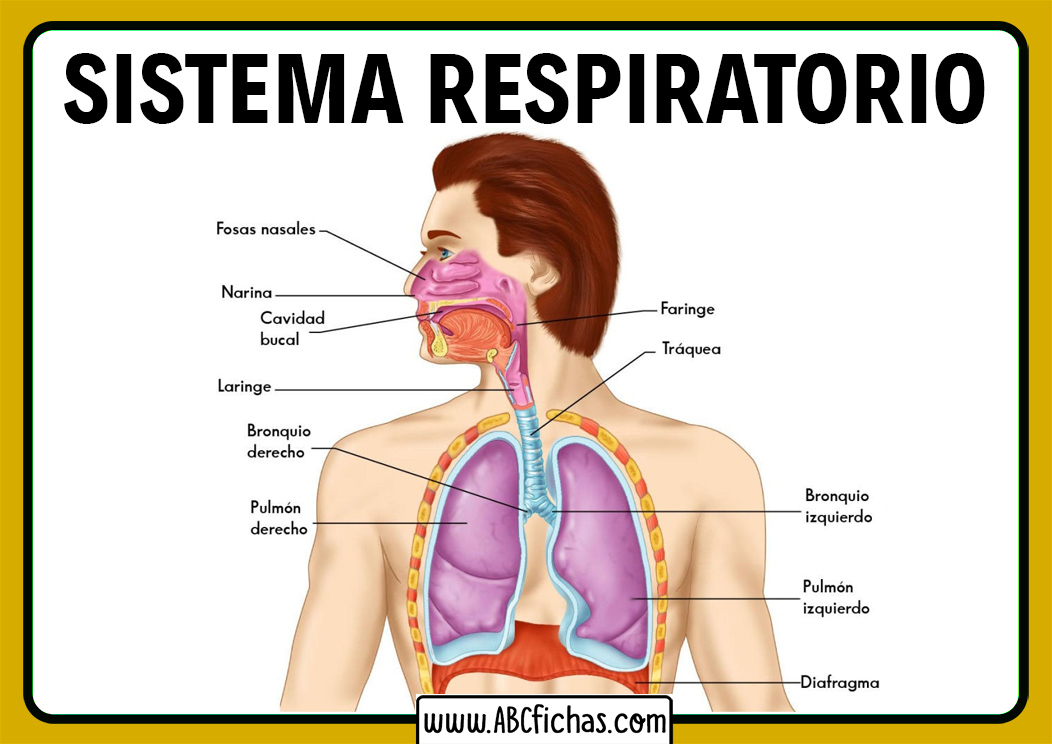 SISTEMA RESPIRATORIO
Fosas nasales
Narina
Cavidad
bucal
Faringe
Tráquea
Laringe
Bronquio
derecho
Pulmón
derecho
Bronquio
izquierdo
Pulmón
izquierdo
Diafragma
www.ABCfichas.com